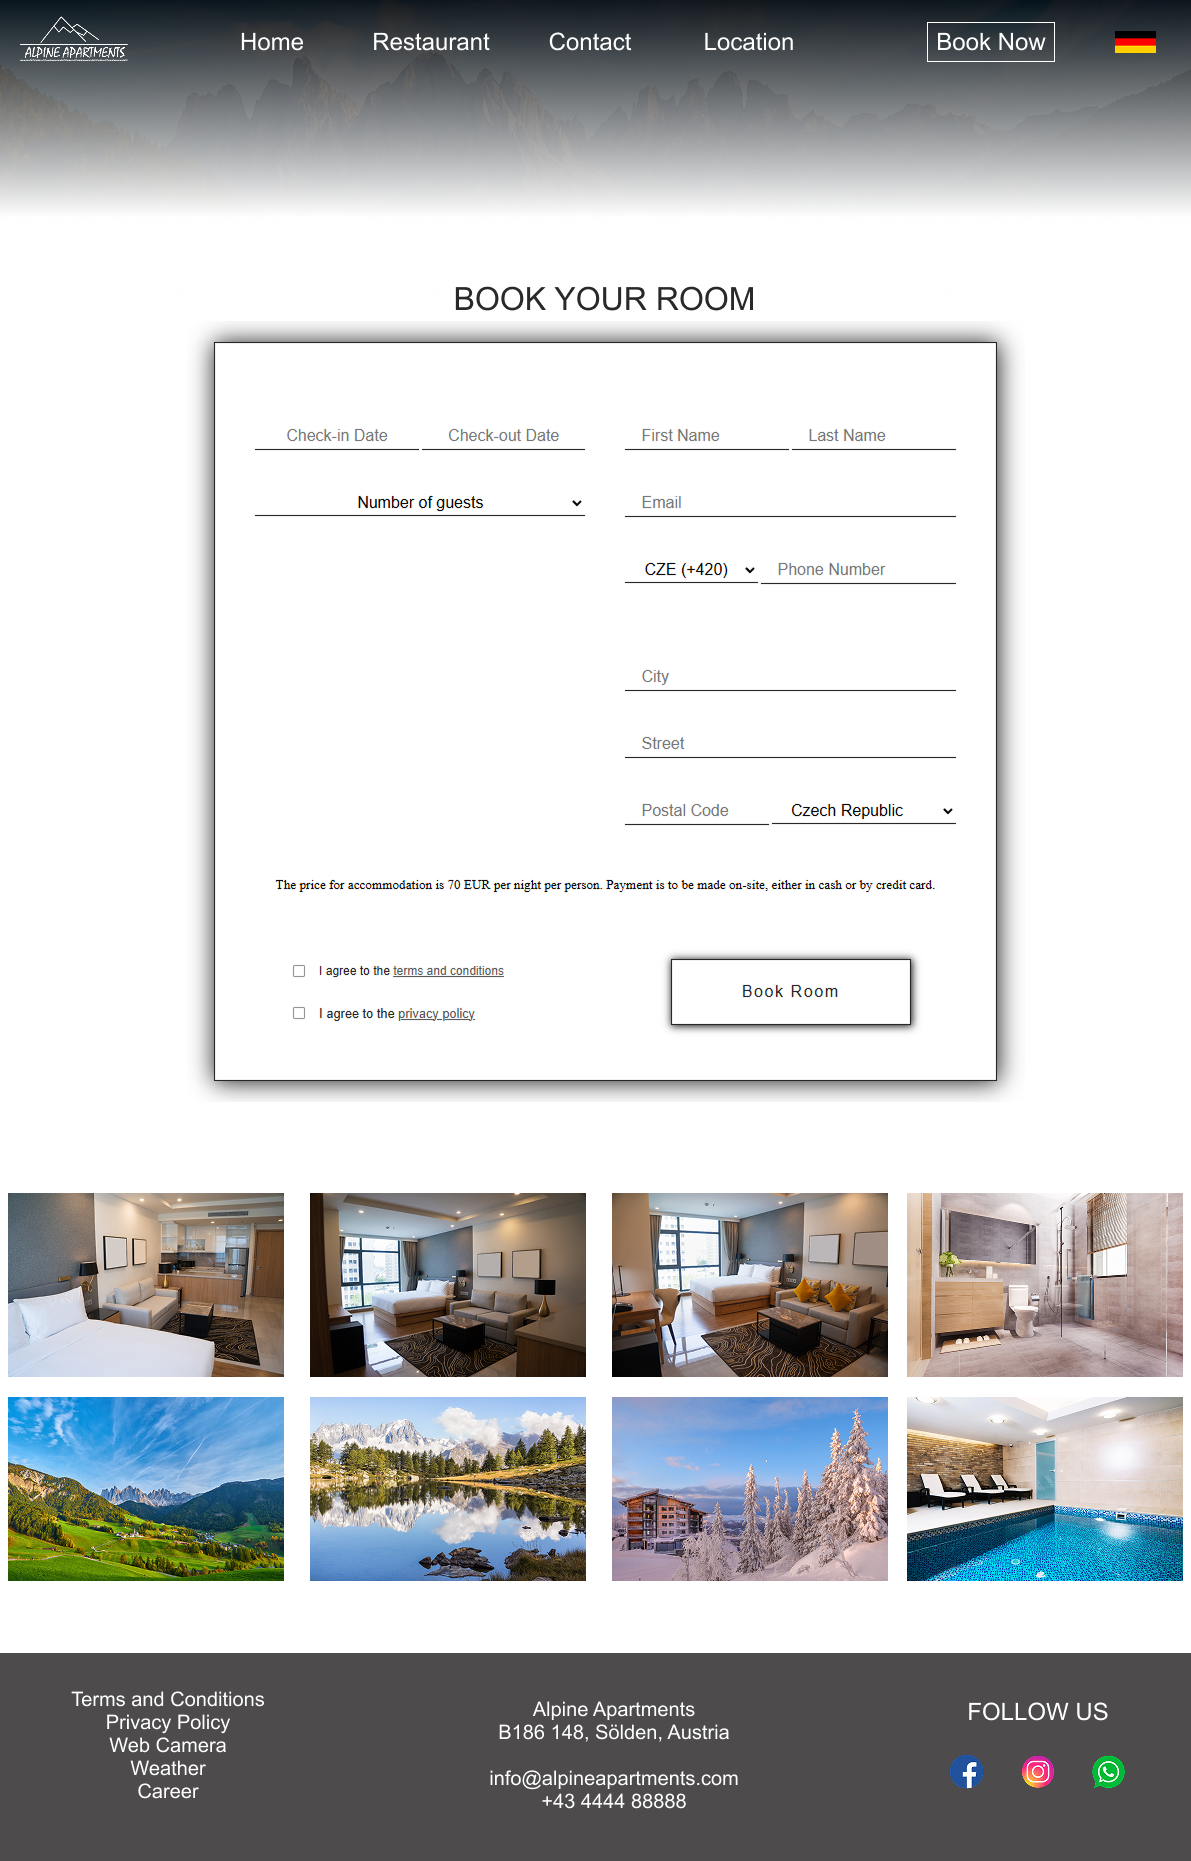 ALPINE APARTMENTS
Home Restaurant Contact Location Book Now
BOOK YOUR ROOM
Check-in Date Check-out Date First Name Last Name
Number of guests Email
CZE (+420) Phone Number
City
Street
Postal Code Czech Republic
The price for accommodation is 70 EUR per night per person. Payment is to be made on-site, either in cash or by credit card.
I agree to the terms and conditions
Book Room
I agree to the privacy policy
Terms and Conditions
Privacy Policy
Web Camera
Weather
Career
Alpine Apartments
B186 148, Sölden, Austria
info@alpineapartments.com
+43 4444 88888
FOLLOW US